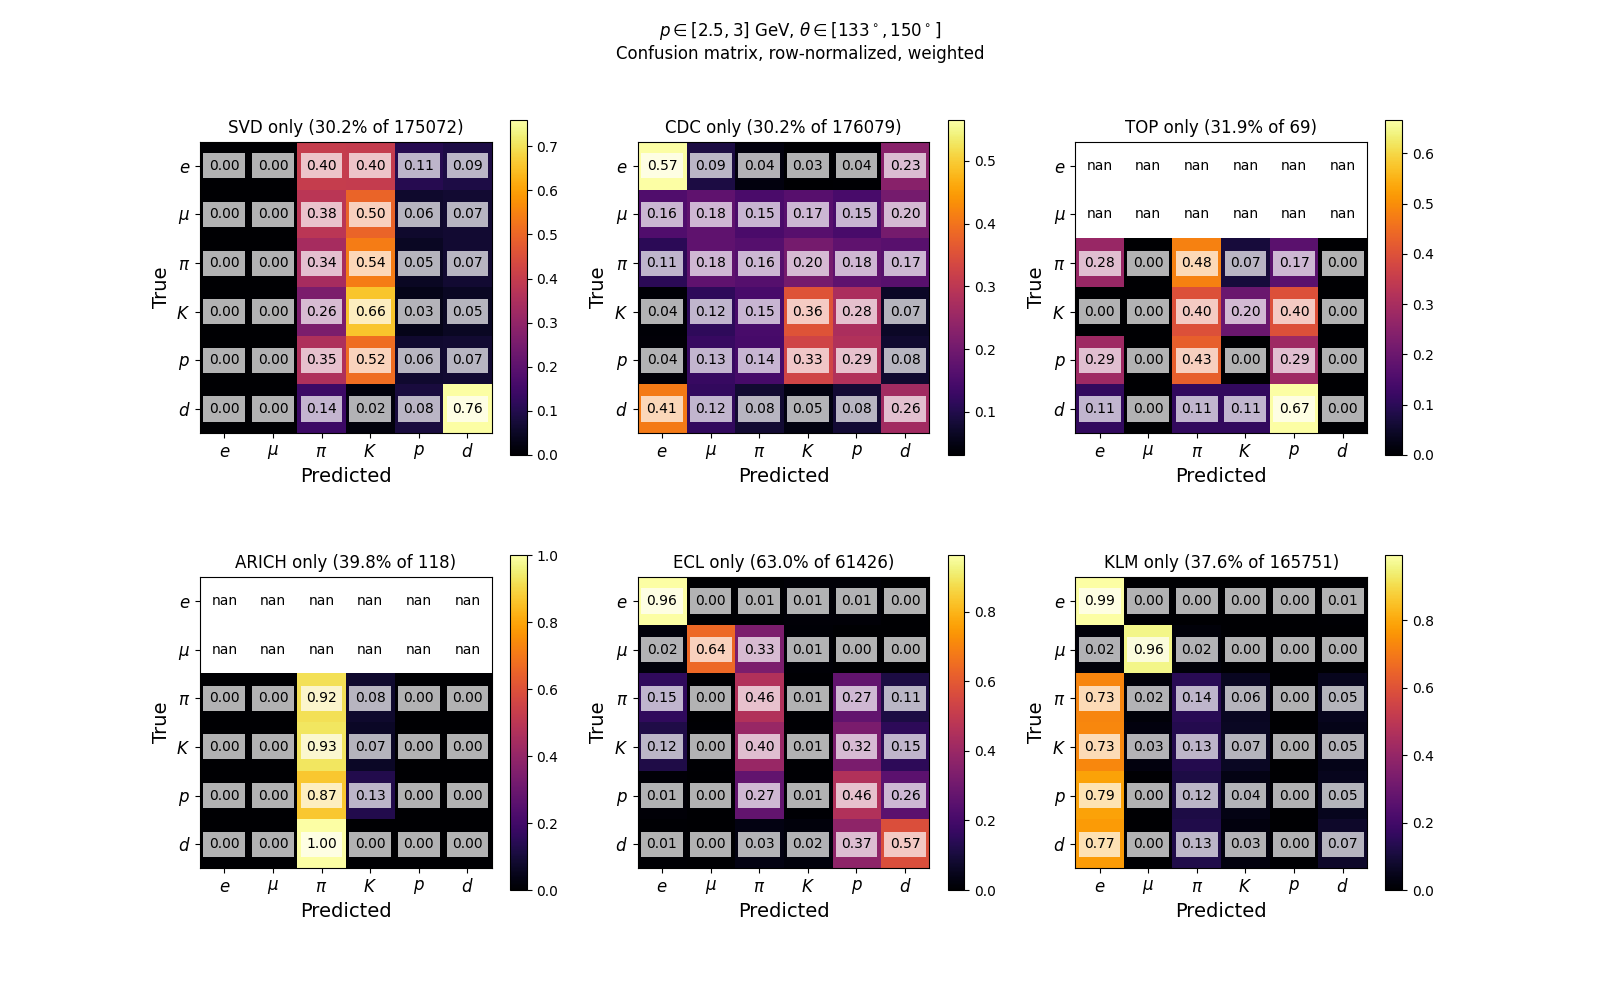 p ∈ [2.5, 3] GeV, θ ∈ [133°, 150°]
Confusion matrix, row-normalized, weighted
SVD only (30.2% of 175072)
True
e 0.00 0.00 0.40 0.40 0.11 0.09
μ 0.00 0.00 0.38 0.50 0.06 0.07
π 0.00 0.00 0.34 0.54 0.05 0.07
K 0.00 0.00 0.26 0.66 0.03 0.05
p 0.00 0.00 0.35 0.52 0.06 0.07
d 0.00 0.00 0.14 0.02 0.08 0.76
e μ π K p d
Predicted
0.7
0.6
0.5
0.4
0.3
0.2
0.1
0.0
CDC only (30.2% of 176079)
True
e 0.57 0.09 0.04 0.03 0.04 0.23
μ 0.16 0.18 0.15 0.17 0.15 0.20
π 0.11 0.18 0.16 0.20 0.18 0.17
K 0.04 0.12 0.15 0.36 0.28 0.07
p 0.04 0.13 0.14 0.33 0.29 0.08
d 0.41 0.12 0.08 0.05 0.08 0.26
e μ π K p d
Predicted
0.5
0.4
0.3
0.2
0.1
TOP only (31.9% of 69)
True
e nan nan nan nan nan nan
μ nan nan nan nan nan nan
π 0.28 0.00 0.48 0.07 0.17 0.00
K 0.00 0.00 0.40 0.20 0.40 0.00
p 0.29 0.00 0.43 0.00 0.29 0.00
d 0.11 0.00 0.11 0.11 0.67 0.00
e μ π K p d
Predicted
0.6
0.5
0.4
0.3
0.2
0.1
0.0
ARICH only (39.8% of 118)
True
e nan nan nan nan nan nan
μ nan nan nan nan nan nan
π 0.00 0.00 0.92 0.08 0.00 0.00
K 0.00 0.00 0.93 0.07 0.00 0.00
p 0.00 0.00 0.87 0.13 0.00 0.00
d 0.00 0.00 1.00 0.00 0.00 0.00
e μ π K p d
Predicted
1.0
0.8
0.6
0.4
0.2
0.0
ECL only (63.0% of 61426)
True
e 0.96 0.00 0.01 0.01 0.01 0.00
μ 0.02 0.64 0.33 0.01 0.00 0.00
π 0.15 0.00 0.46 0.01 0.27 0.11
K 0.12 0.00 0.40 0.01 0.32 0.15
p 0.01 0.00 0.27 0.01 0.46 0.26
d 0.01 0.00 0.03 0.02 0.37 0.57
e μ π K p d
Predicted
0.8
0.6
0.4
0.2
0.0
KLM only (37.6% of 165751)
True
e 0.99 0.00 0.00 0.00 0.00 0.01
μ 0.02 0.96 0.02 0.00 0.00 0.00
π 0.73 0.02 0.14 0.06 0.00 0.05
K 0.73 0.03 0.13 0.07 0.00 0.05
p 0.79 0.00 0.12 0.04 0.00 0.05
d 0.77 0.00 0.13 0.03 0.00 0.07
e μ π K p d
Predicted
0.8
0.6
0.4
0.2
0.0